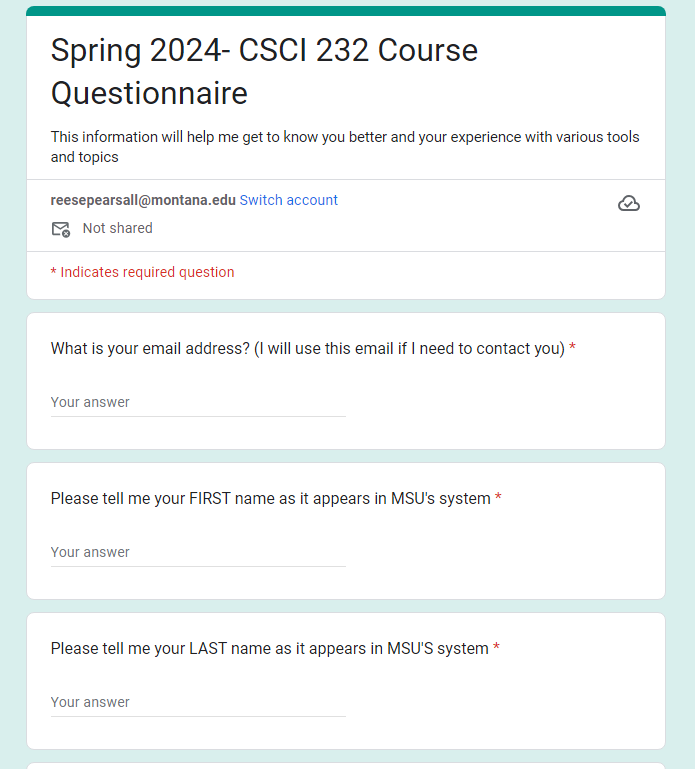 Spring 2024- CSCI 232 Course
Questionnaire
This information will help me get to know you better and your experience with various tools
and topics
reesepearsall@montana.edu Switch account
Not shared
* Indicates required question
What is your email address? (I will use this email if I need to contact you) *
Your answer
Please tell me your FIRST name as it appears in MSU's system *
Your answer
Please tell me your LAST name as it appears in MSU'S system *
Your answer